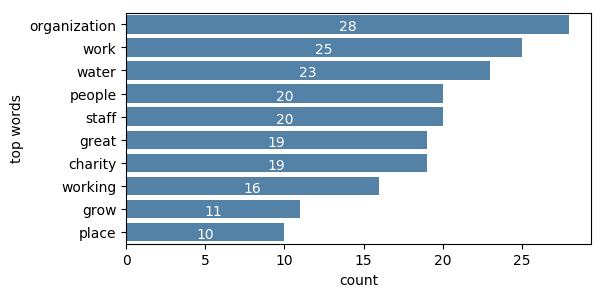 top words
organization 28
work 25
water 23
people 20
staff 20
great 19
charity 19
working 16
grow 11
place 10
0 5 10 15 20 25
count